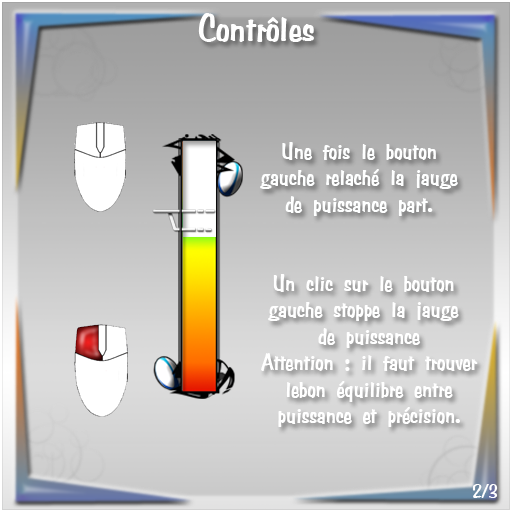 Contrôles
Une fois le bouton
gauche relaché la jauge
de puissance part.
Un clic sur le bouton
gauche stoppe la jauge
de puissance
Attention : il faut trouver
lebon équilibre entre
puissance et précision.
2/3